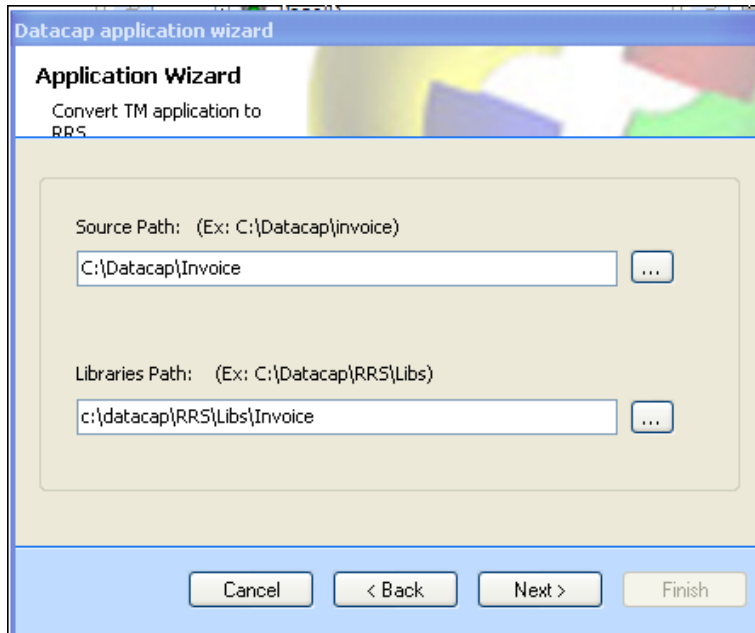 Datacap application wizard
Application Wizard
Convert TM application to
RRS
Source Path: (Ex: C:\Datacap\invoice)
C:\Datacap\Invoice
...
Libraries Path: (Ex: C:\Datacap\RRS\Libs)
c:\datacap\RRS\Libs\Invoice
...
Cancel < Back Next > Finish